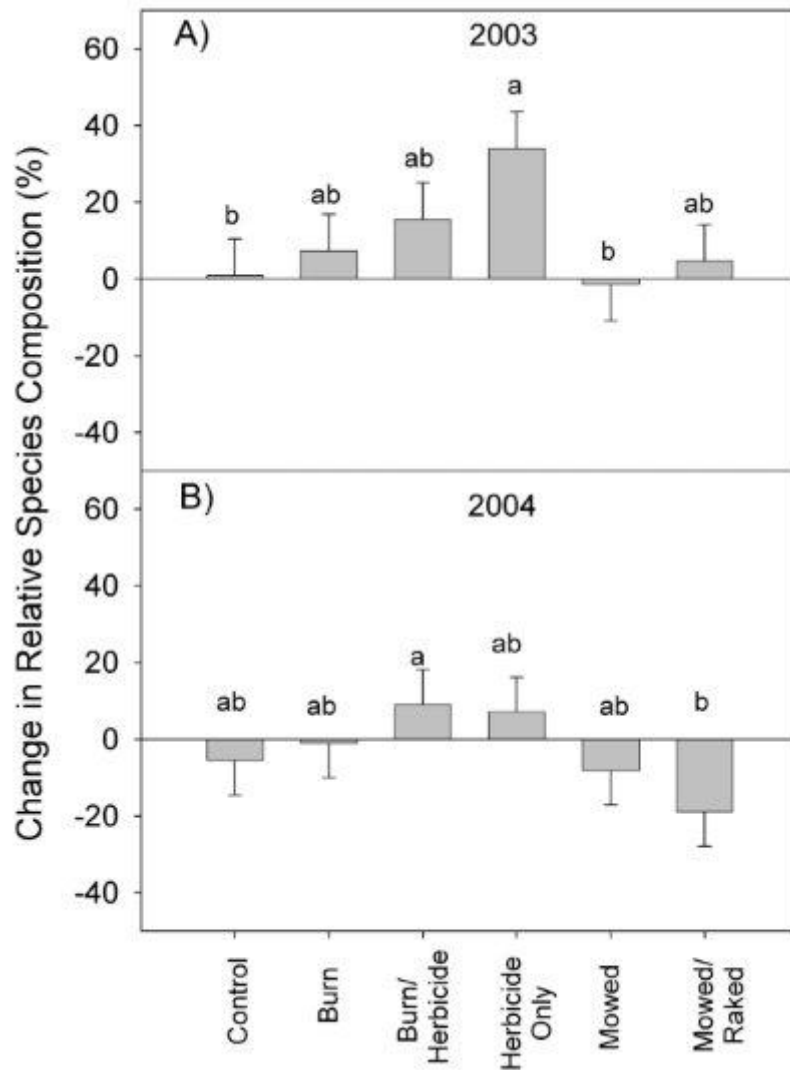 Change in Relative Species Composition (%)
A)
2003
60
40
20
0
-20
-40
b
ab
ab
a
b
ab
B)
2004
60
40
20
0
-20
-40
ab
ab
a
ab
ab
b
Control
Burn
Burn/
Herbicide
Herbicide
Only
Mowed
Mowed/
Raked